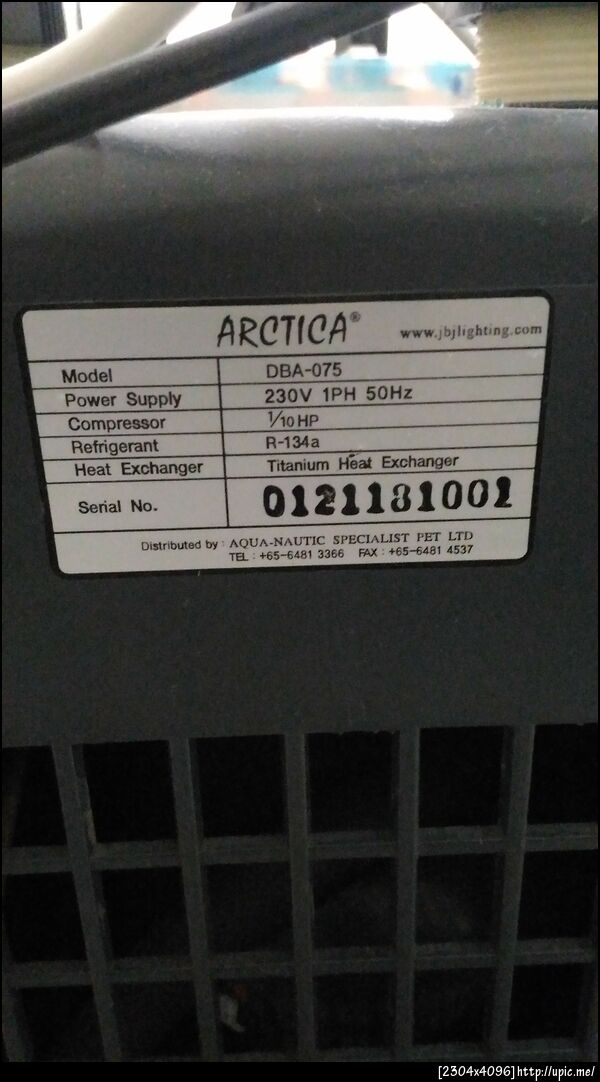 ARCTICA® www.jbjlighting.com
Model DBA-075
Power Supply 230V 1PH 50Hz
Compressor 1/10 HP
Refrigerant R-134a
Heat Exchanger Titanium Heat Exchanger
Serial No. 0121181001
Distributed by : AQUA-NAUTIC SPECIALIST PET LTD
TEL : +65-6481 3366 FAX : +65-6481 4537
[2304x4096]http://upic.me/